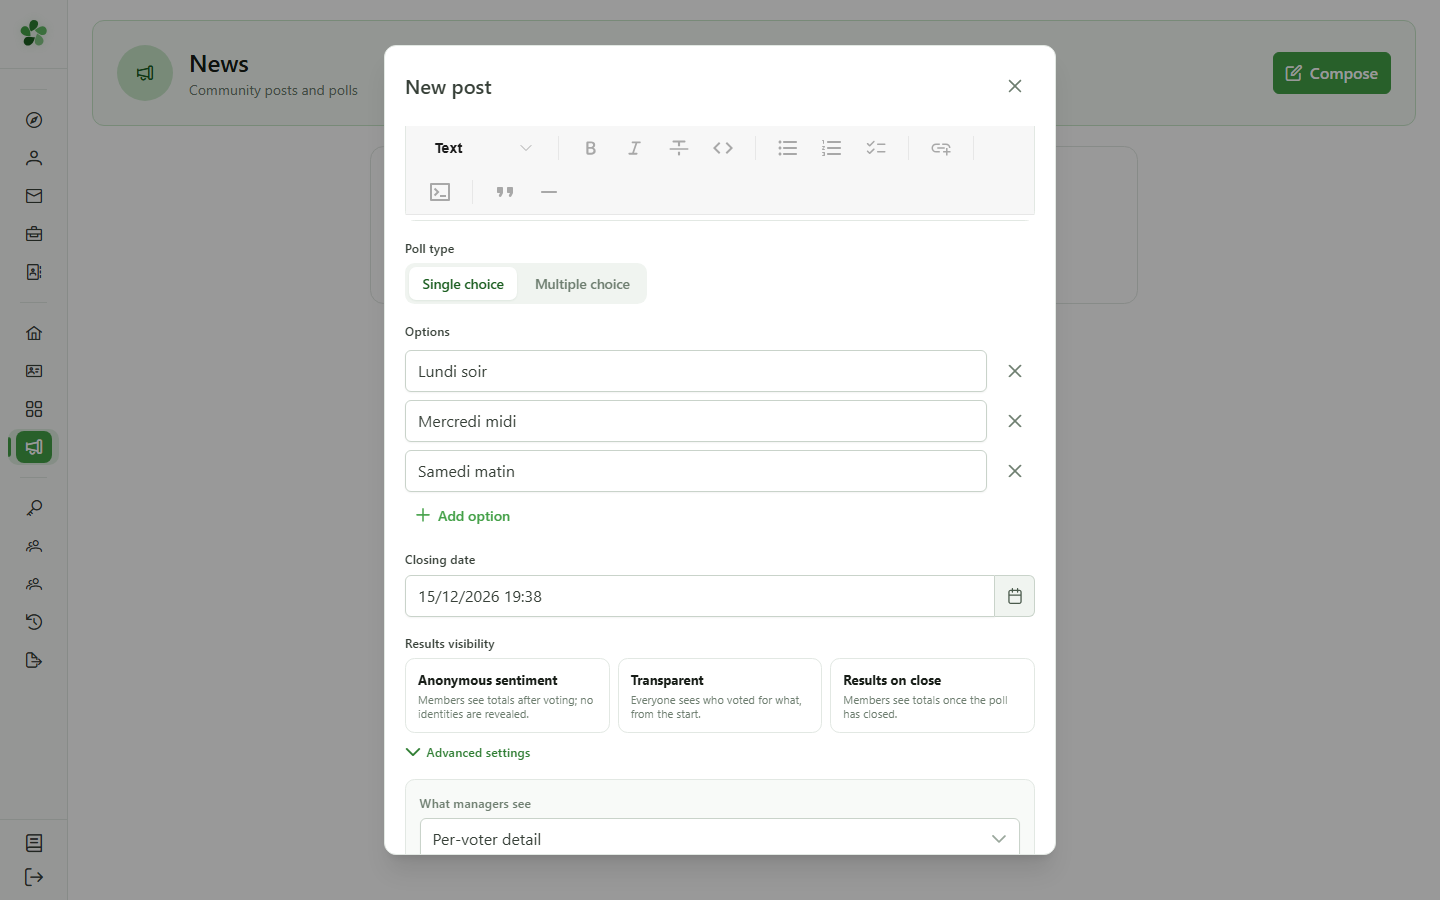 News
Community posts and polls
Compose
New post
Text
Poll type
Single choice
Multiple choice
Options
Lundi soir
Mercredi midi
Samedi matin
Add option
Closing date
15/12/2026 19:38
Results visibility
Anonymous sentiment
Members see totals after voting; no
identities are revealed.
Transparent
Everyone sees who voted for what,
from the start.
Results on close
Members see totals once the poll
has closed.
Advanced settings
What managers see
Per-voter detail